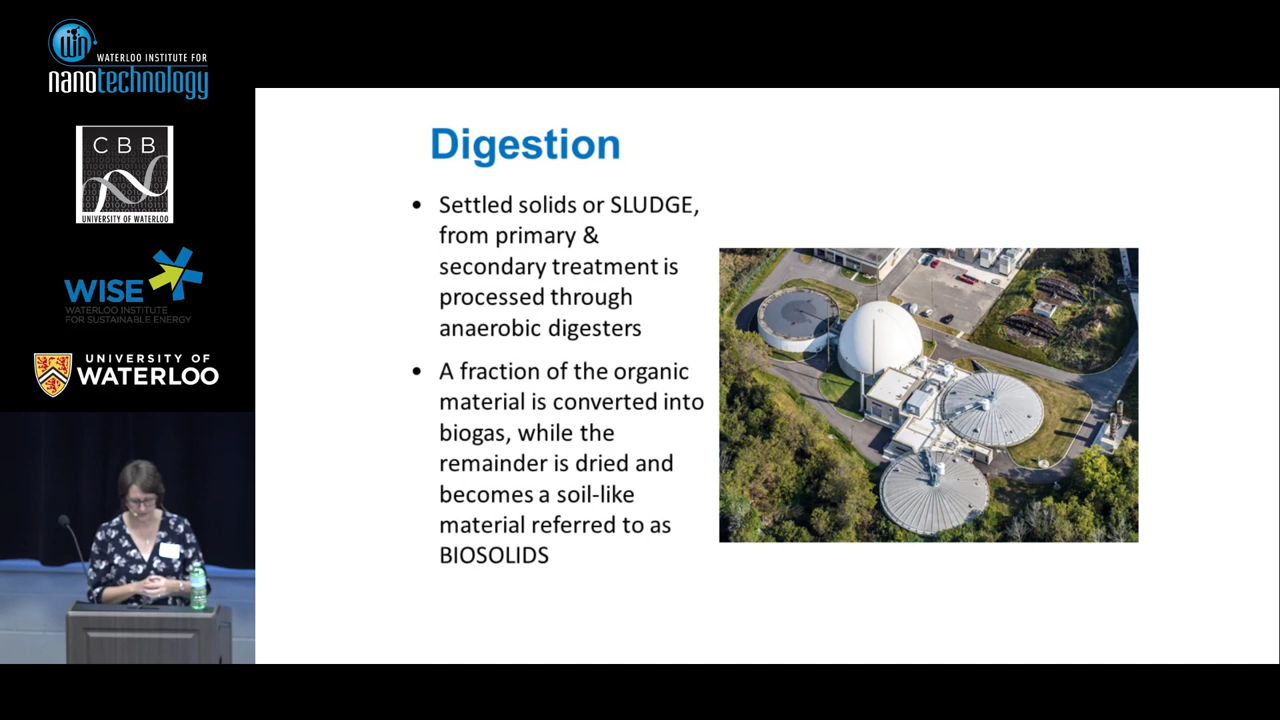 WATERLOO INSTITUTE FOR
nanotechnology
CBB
UNIVERSITY OF WATERLOO
WISE
WATERLOO INSTITUTE
FOR SUSTAINABLE ENERGY
UNIVERSITY OF
WATERLOO
Digestion
• Settled solids or SLUDGE,
from primary &
secondary treatment is
processed through
anaerobic digesters
• A fraction of the organic
material is converted into
biogas, while the
remainder is dried and
becomes a soil-like
material referred to as
BIOSOLIDS